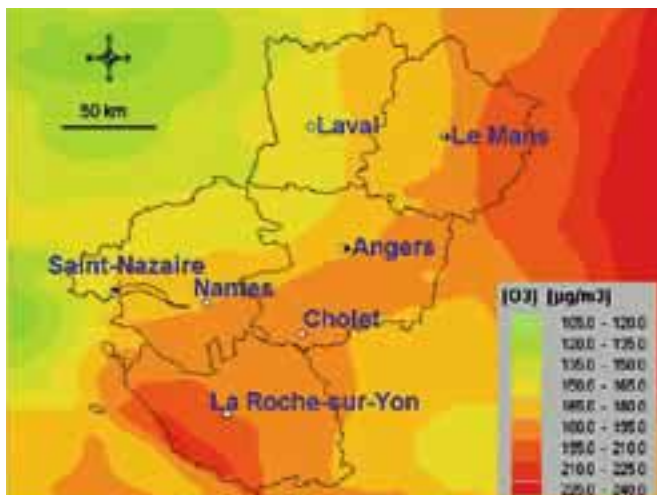 50 km
Laval
Le Mans
Angers
Saint-Nazaire
Nantes
Cholet
La Roche-sur-Yon
[O3] [µg/m3]
105.0 - 120.0
120.0 - 135.0
135.0 - 150.0
150.0 - 165.0
165.0 - 180.0
180.0 - 195.0
195.0 - 210.0
210.0 - 225.0
225.0 - 240.0